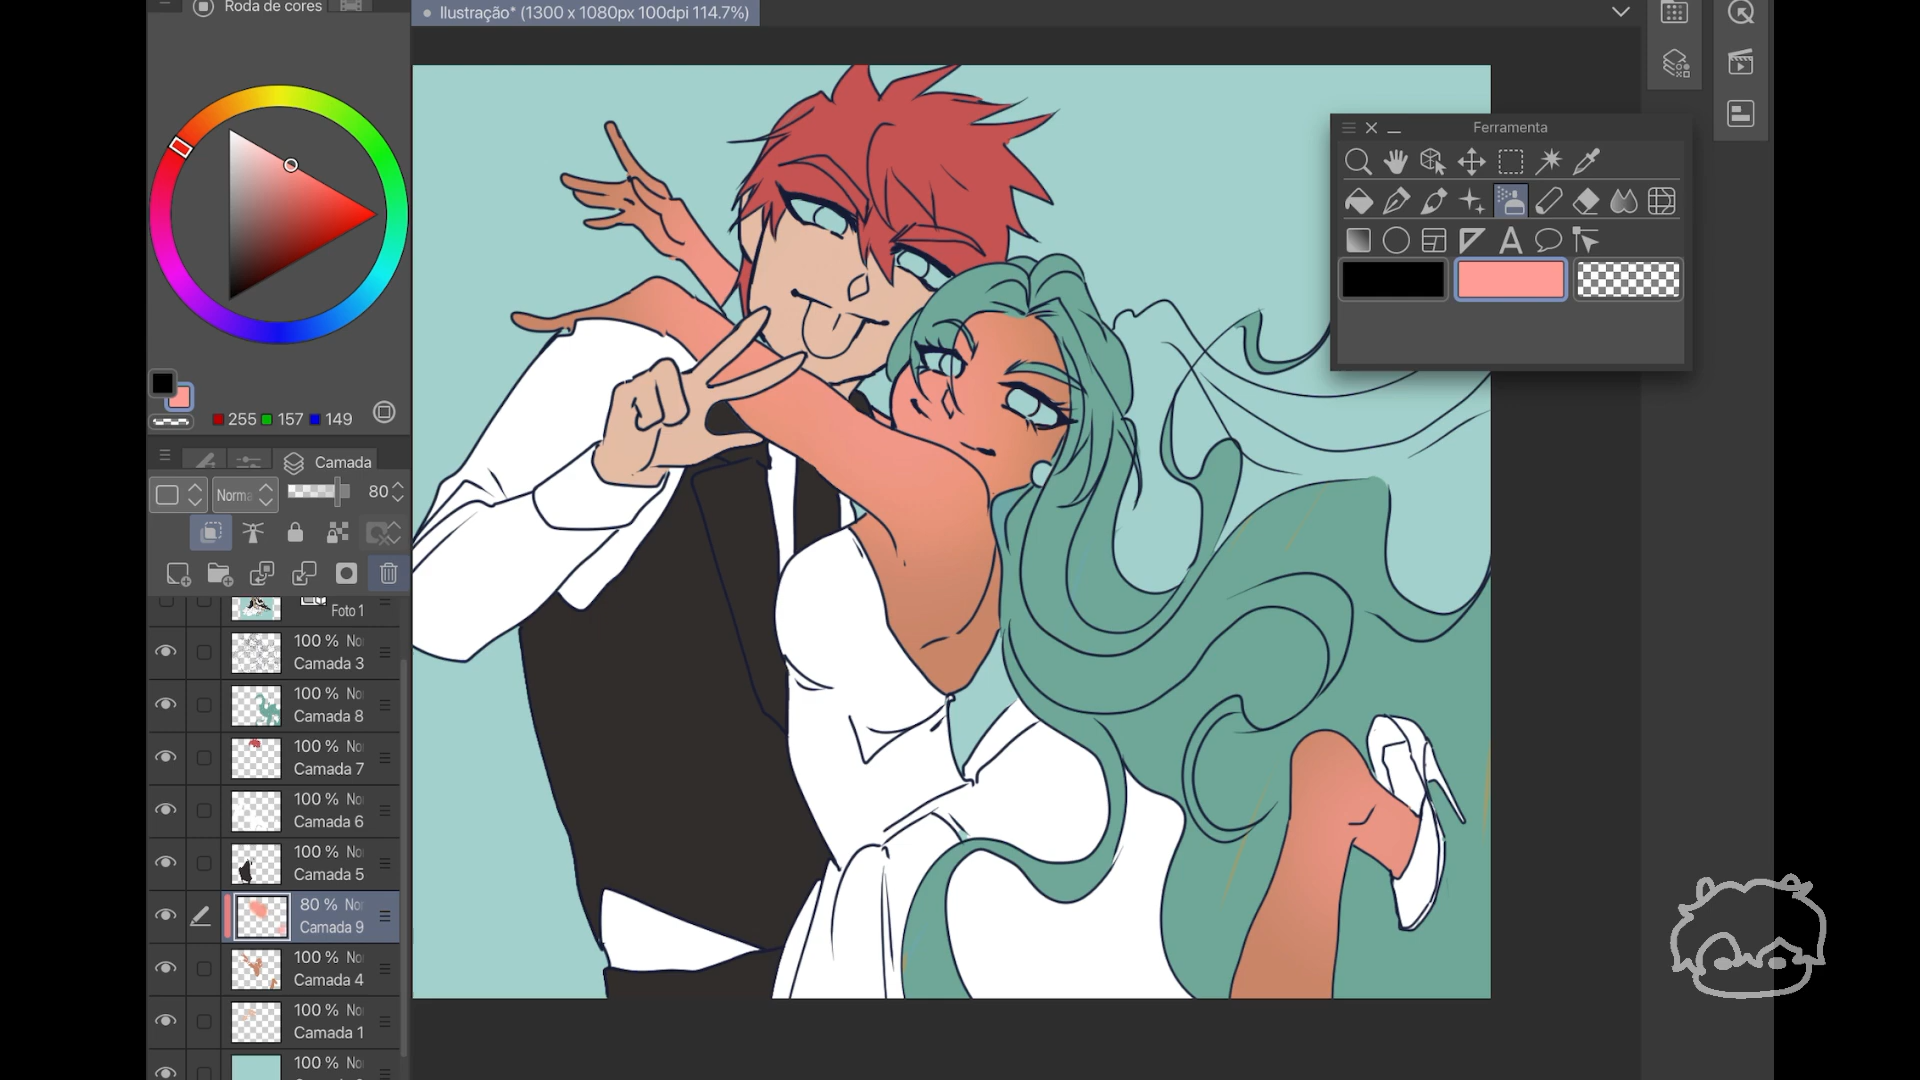 Roda de cores
Ilustração* (1300 x 1080px 100dpi 114.7%)
Ferramenta
255 157 149
Camada
Norma 80
Foto 1
100 % No
Camada 3
100 % No
Camada 8
100 % No
Camada 7
100 % No
Camada 6
100 % No
Camada 5
80 % No
Camada 9
100 % No
Camada 4
100 % No
Camada 1
100 % No